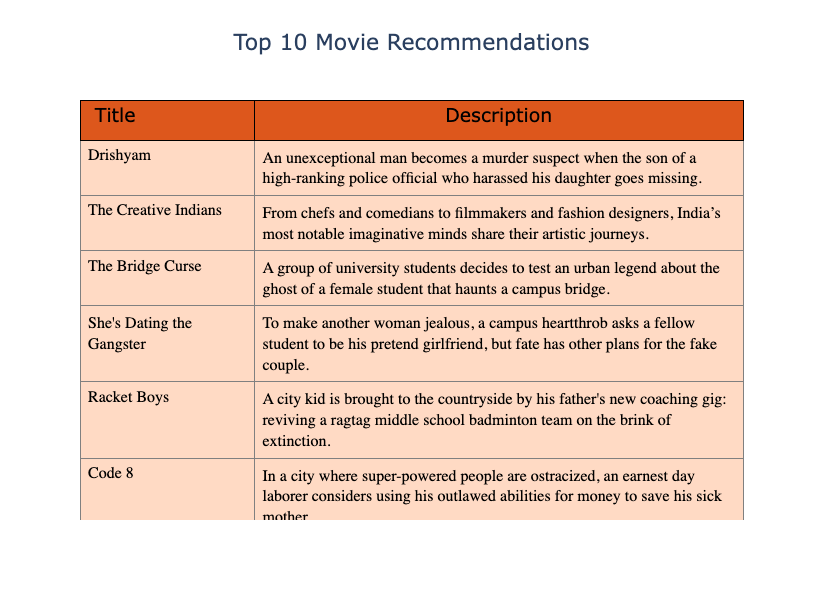 Top 10 Movie Recommendations
Title
Description
Drishyam
An unexceptional man becomes a murder suspect when the son of a
high-ranking police official who harassed his daughter goes missing.
The Creative Indians
From chefs and comedians to filmmakers and fashion designers, India’s
most notable imaginative minds share their artistic journeys.
The Bridge Curse
A group of university students decides to test an urban legend about the
ghost of a female student that haunts a campus bridge.
She's Dating the
Gangster
To make another woman jealous, a campus heartthrob asks a fellow
student to be his pretend girlfriend, but fate has other plans for the fake
couple.
Racket Boys
A city kid is brought to the countryside by his father's new coaching gig:
reviving a ragtag middle school badminton team on the brink of
extinction.
Code 8
In a city where super-powered people are ostracized, an earnest day
laborer considers using his outlawed abilities for money to save his sick
mother